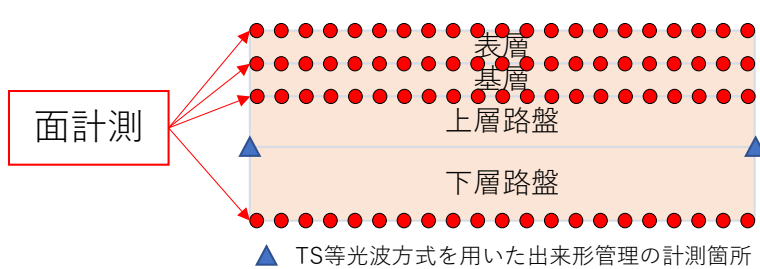 表層
基層
面計測
上層路盤
下層路盤
TS等光波方式を用いた出来形管理の計測箇所